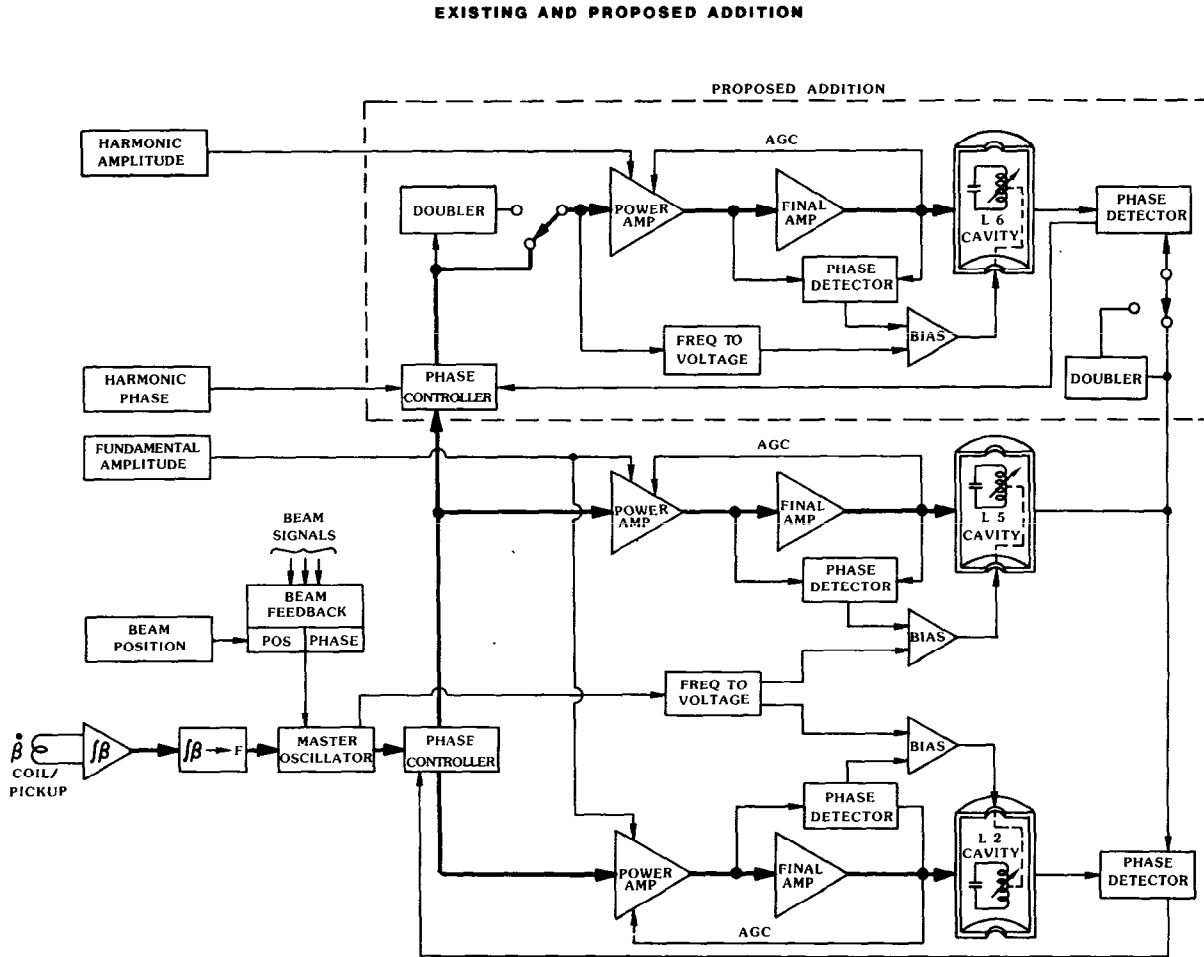 EXISTING AND PROPOSED ADDITION
PROPOSED ADDITION
HARMONIC
AMPLITUDE
AGC
DOUBLER
POWER
AMP
FINAL
AMP
L 6
CAVITY
PHASE
DETECTOR
PHASE
DETECTOR
FREQ TO
VOLTAGE
BIAS
DOUBLER
HARMONIC
PHASE
PHASE
CONTROLLER
FUNDAMENTAL
AMPLITUDE
AGC
POWER
AMP
FINAL
AMP
L 5
CAVITY
BEAM
SIGNALS
PHASE
DETECTOR
BEAM
FEEDBACK
POS
PHASE
BEAM
POSITION
BIAS
FREQ TO
VOLTAGE
β̇
COIL/
PICKUP
∫β
∫β → F
MASTER
OSCILLATOR
PHASE
CONTROLLER
BIAS
PHASE
DETECTOR
POWER
AMP
FINAL
AMP
L 2
CAVITY
PHASE
DETECTOR
AGC